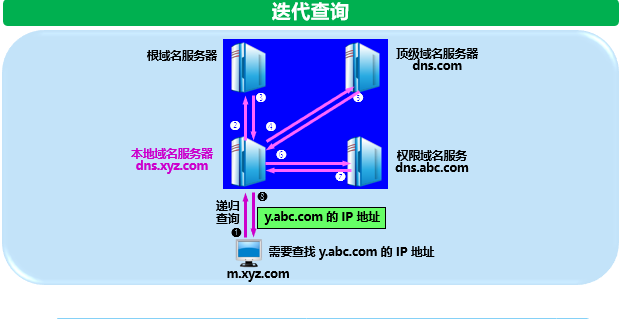 迭代查询
根域名服务器
顶级域名服务器
dns.com
❸
❷
❹
❺
本地域名服务器
dns.xyz.com
❻
权限域名服务
dns.abc.com
❼
递归
查询
❽
y.abc.com 的 IP 地址
❶
需要查找 y.abc.com 的 IP 地址
m.xyz.com